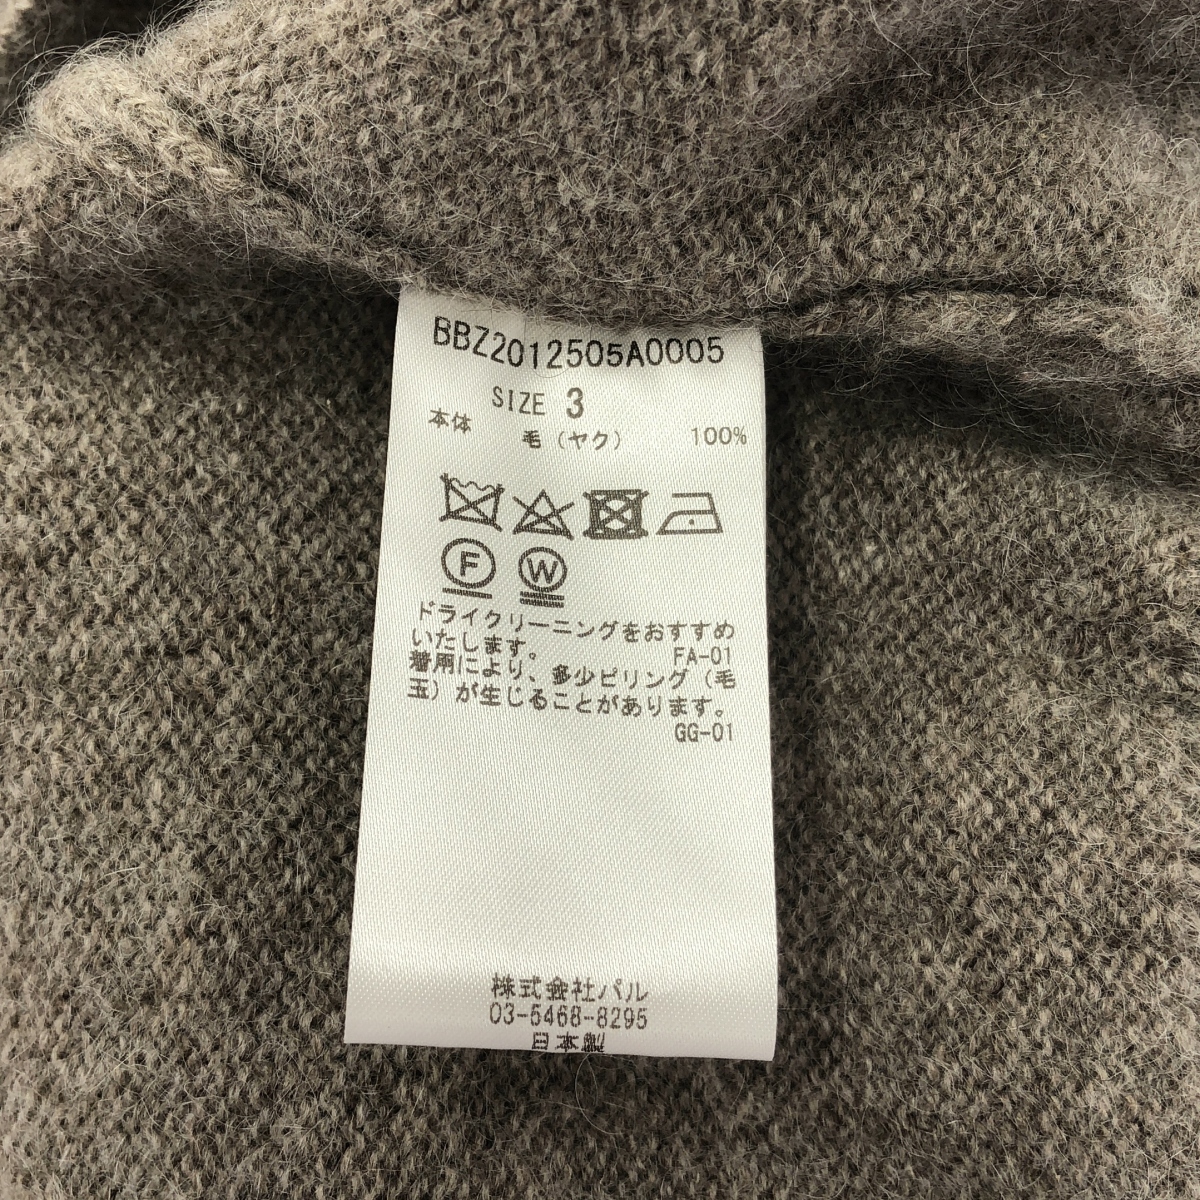 BBZ2012505A0005
SIZE 3
本体 毛(ヤク) 100%
F W
ドライクリーニングをおすすめ
いたします。 FA-01
着用により、多少ピリング(毛
玉)が生じることがあります。
GG-01
株式会社パル
03-5468-8295
日本製